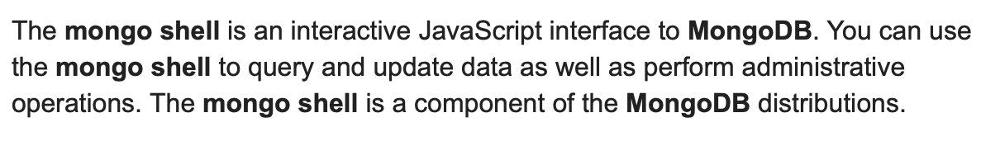 The mongo shell is an interactive JavaScript interface to MongoDB. You can use
the mongo shell to query and update data as well as perform administrative
operations. The mongo shell is a component of the MongoDB distributions.